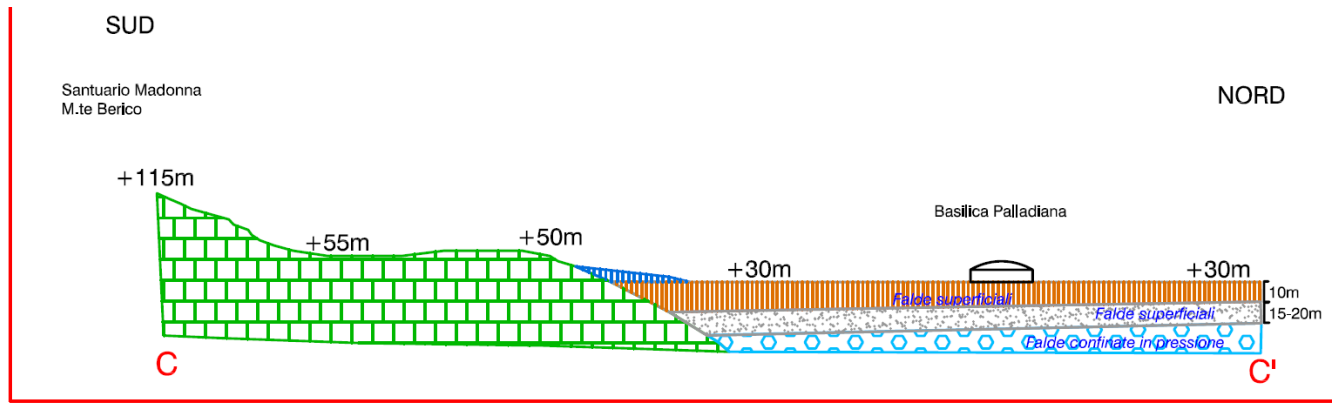 SUD
Santuario Madonna
M.te Berico
NORD
+115m
Basilica Palladiana
+55m
+50m
+30m
+30m
Falde superficiali
10m
Falde superficiali
15-20m
Falde confinate in pressione
C
C'